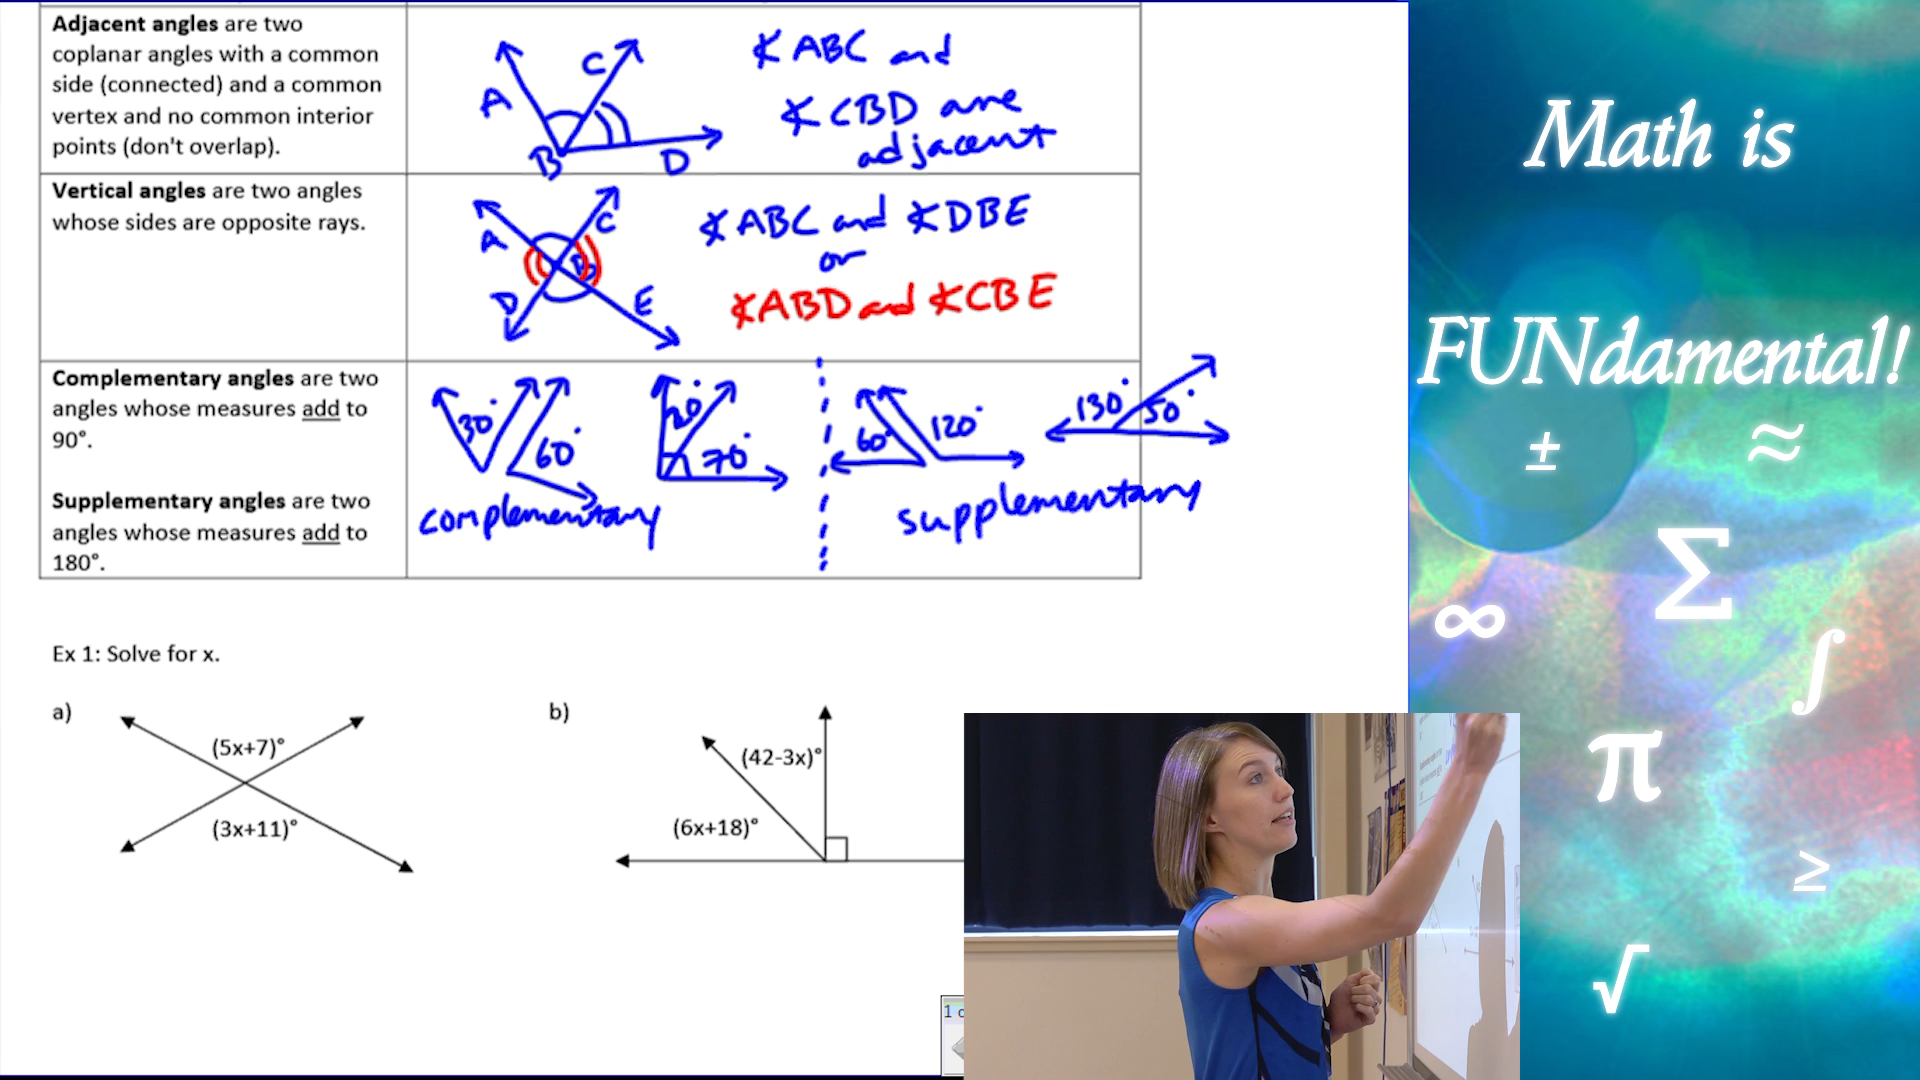 Adjacent angles are two
coplanar angles with a common
side (connected) and a common
vertex and no common interior
points (don't overlap).
A
B
C
D
∡ABC and
∡CBD are
adjacent
Vertical angles are two angles
whose sides are opposite rays.
A
C
B
D
E
∡ABC and ∡DBE
or
∡ABD and ∡CBE
Complementary angles are two
angles whose measures add to
90°.
Supplementary angles are two
angles whose measures add to
180°.
30°
60°
20°
70°
complementary
60°
120°
130°
50°
supplementary
Ex 1: Solve for x.
a)
(5x+7)°
(3x+11)°
b)
(42-3x)°
(6x+18)°
Math is
FUNdamental!
± ≈
∑
∞
∫
π
≥
√